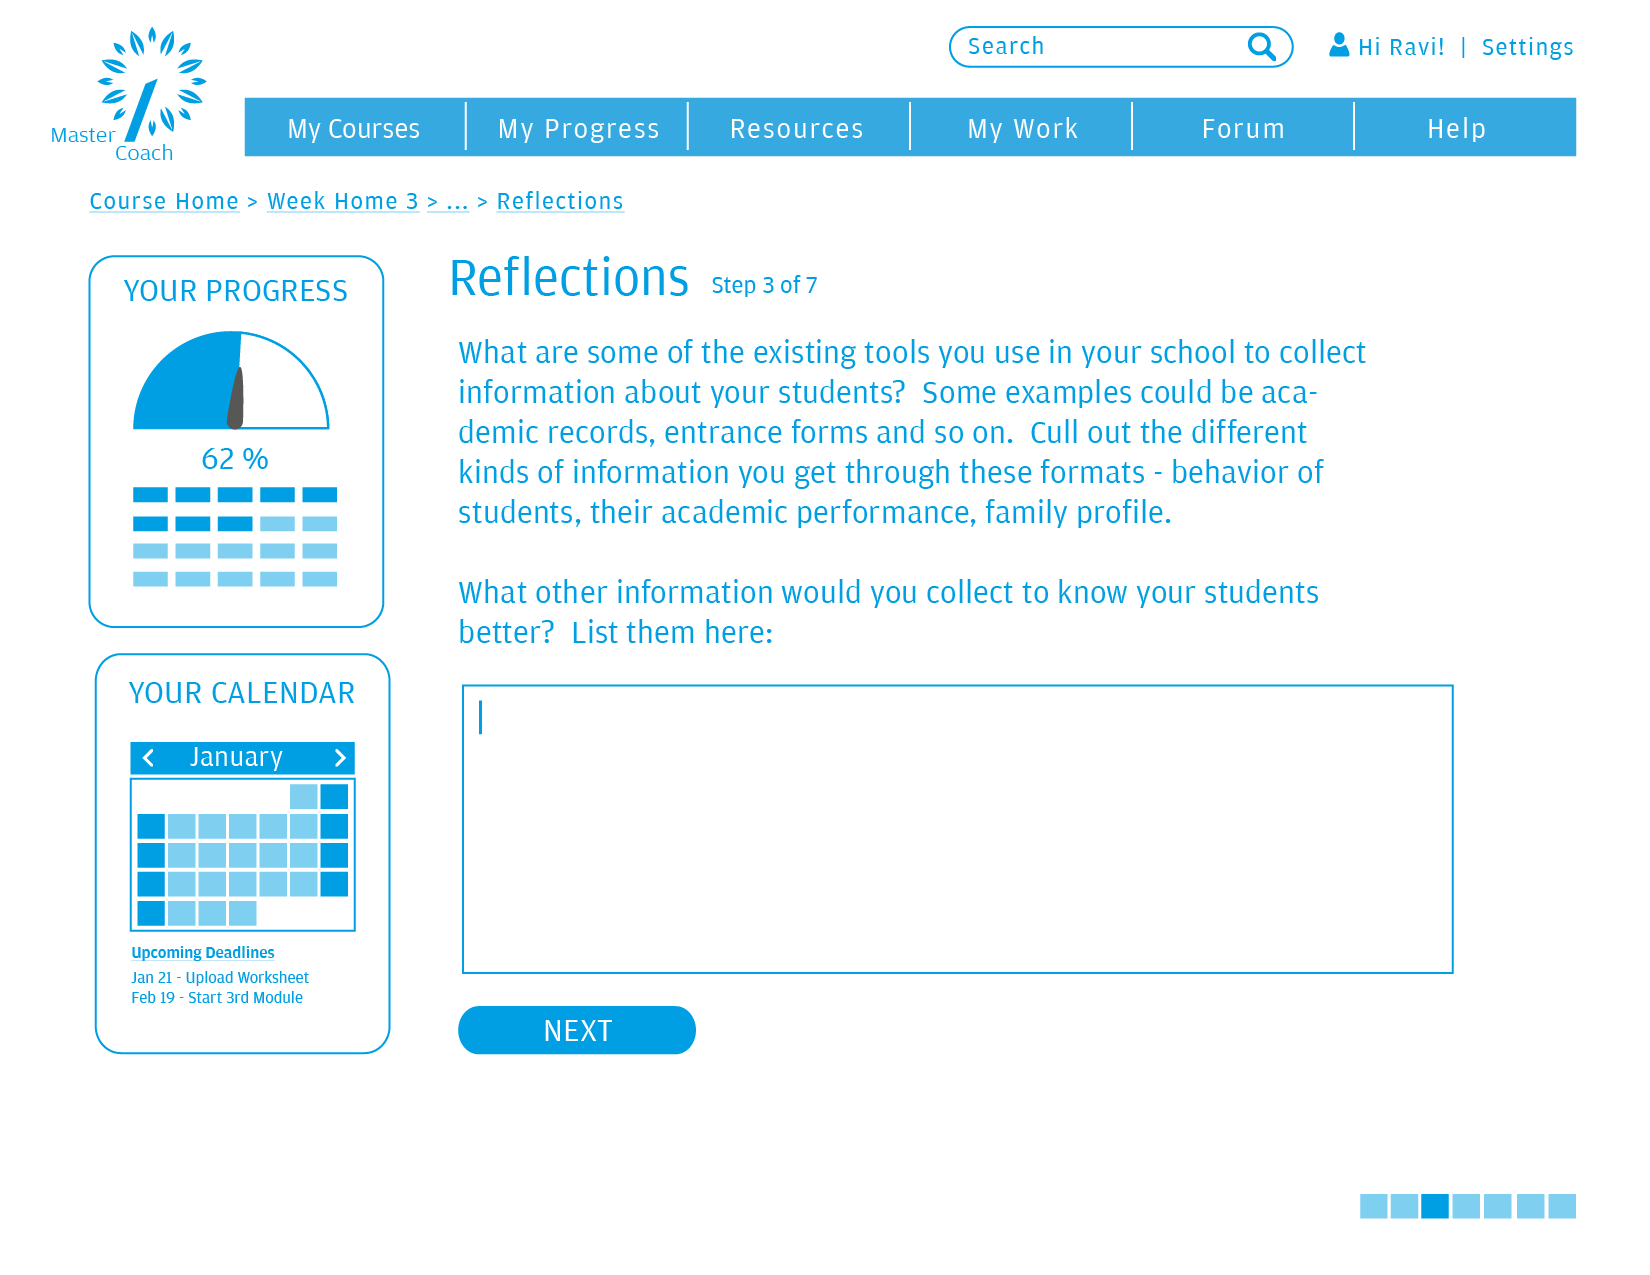 Master
Coach
Search
Hi Ravi! | Settings
My Courses
My Progress
Resources
My Work
Forum
Help
Course Home > Week Home 3 > ... > Reflections
YOUR PROGRESS
62 %
YOUR CALENDAR
January
Upcoming Deadlines
Jan 21 - Upload Worksheet
Feb 19 - Start 3rd Module
Reflections Step 3 of 7
What are some of the existing tools you use in your school to collect
information about your students?  Some examples could be aca-
demic records, entrance forms and so on.  Cull out the different
kinds of information you get through these formats - behavior of
students, their academic performance, family profile.
What other information would you collect to know your students
better?  List them here:
NEXT